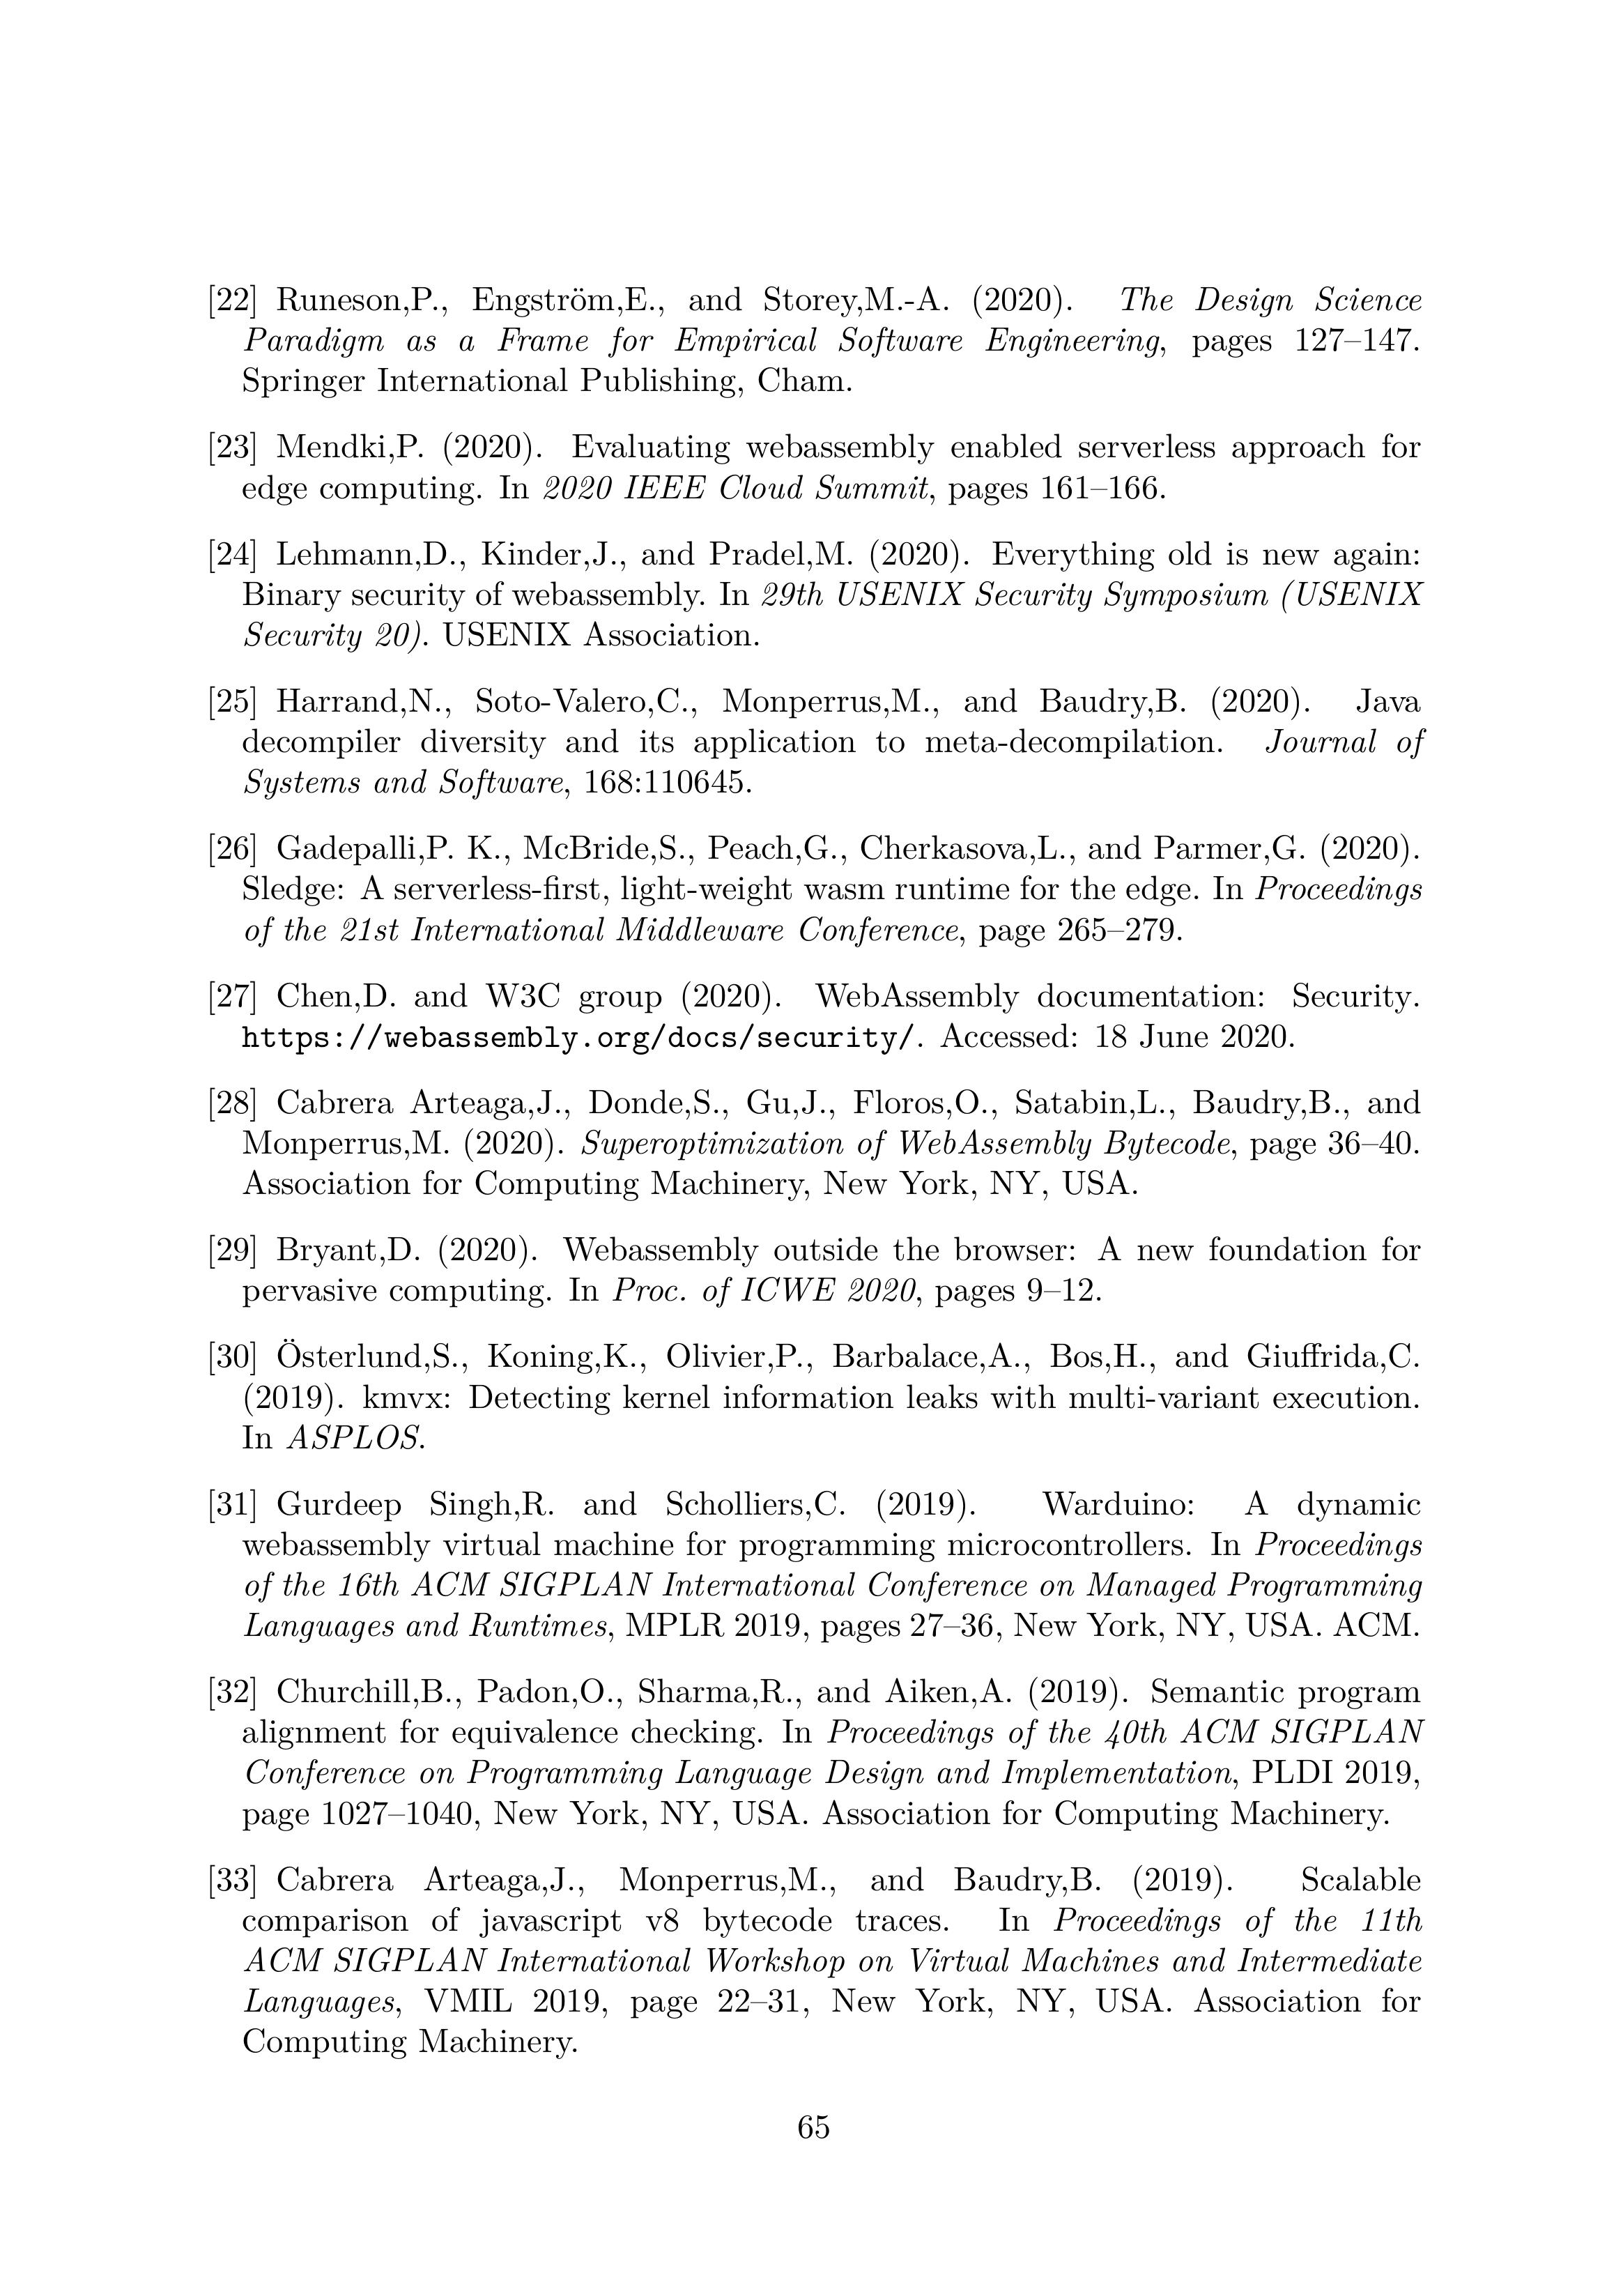 [22] Runeson,P., Engström,E., and Storey,M.-A. (2020). The Design Science
Paradigm as a Frame for Empirical Software Engineering, pages 127–147.
Springer International Publishing, Cham.
[23] Mendki,P. (2020). Evaluating webassembly enabled serverless approach for
edge computing. In 2020 IEEE Cloud Summit, pages 161–166.
[24] Lehmann,D., Kinder,J., and Pradel,M. (2020). Everything old is new again:
Binary security of webassembly. In 29th USENIX Security Symposium (USENIX
Security 20). USENIX Association.
[25] Harrand,N., Soto-Valero,C., Monperrus,M., and Baudry,B. (2020). Java
decompiler diversity and its application to meta-decompilation. Journal of
Systems and Software, 168:110645.
[26] Gadepalli,P. K., McBride,S., Peach,G., Cherkasova,L., and Parmer,G. (2020).
Sledge: A serverless-first, light-weight wasm runtime for the edge. In Proceedings
of the 21st International Middleware Conference, page 265–279.
[27] Chen,D. and W3C group (2020). WebAssembly documentation: Security.
https://webassembly.org/docs/security/. Accessed: 18 June 2020.
[28] Cabrera Arteaga,J., Donde,S., Gu,J., Floros,O., Satabin,L., Baudry,B., and
Monperrus,M. (2020). Superoptimization of WebAssembly Bytecode, page 36–40.
Association for Computing Machinery, New York, NY, USA.
[29] Bryant,D. (2020). Webassembly outside the browser: A new foundation for
pervasive computing. In Proc. of ICWE 2020, pages 9–12.
[30] Österlund,S., Koning,K., Olivier,P., Barbalace,A., Bos,H., and Giuffrida,C.
(2019). kmvx: Detecting kernel information leaks with multi-variant execution.
In ASPLOS.
[31] Gurdeep Singh,R. and Scholliers,C. (2019). Warduino: A dynamic
webassembly virtual machine for programming microcontrollers. In Proceedings
of the 16th ACM SIGPLAN International Conference on Managed Programming
Languages and Runtimes, MPLR 2019, pages 27–36, New York, NY, USA. ACM.
[32] Churchill,B., Padon,O., Sharma,R., and Aiken,A. (2019). Semantic program
alignment for equivalence checking. In Proceedings of the 40th ACM SIGPLAN
Conference on Programming Language Design and Implementation, PLDI 2019,
page 1027–1040, New York, NY, USA. Association for Computing Machinery.
[33] Cabrera Arteaga,J., Monperrus,M., and Baudry,B. (2019). Scalable
comparison of javascript v8 bytecode traces. In Proceedings of the 11th
ACM SIGPLAN International Workshop on Virtual Machines and Intermediate
Languages, VMIL 2019, page 22–31, New York, NY, USA. Association for
Computing Machinery.
65